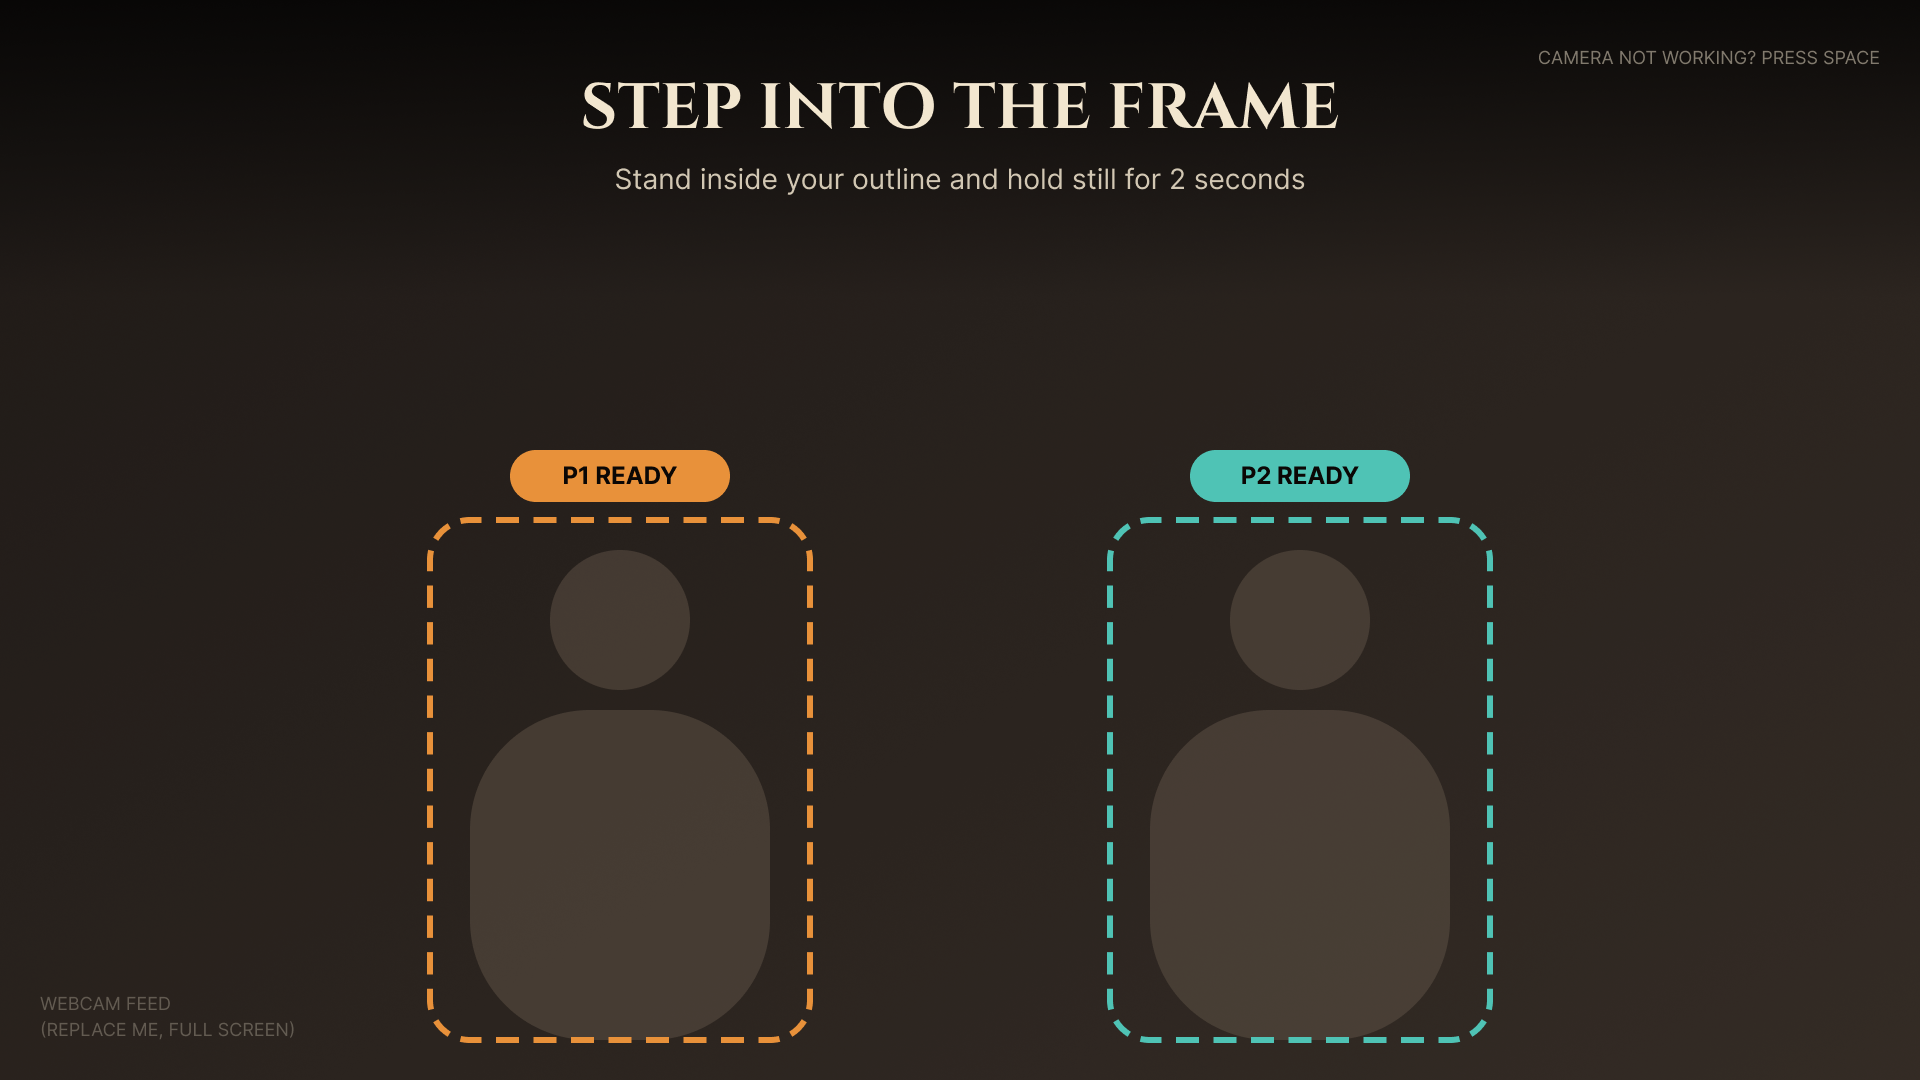 CAMERA NOT WORKING? PRESS SPACE
STEP INTO THE FRAME
Stand inside your outline and hold still for 2 seconds
P1 READY
P2 READY
WEBCAM FEED
(REPLACE ME, FULL SCREEN)